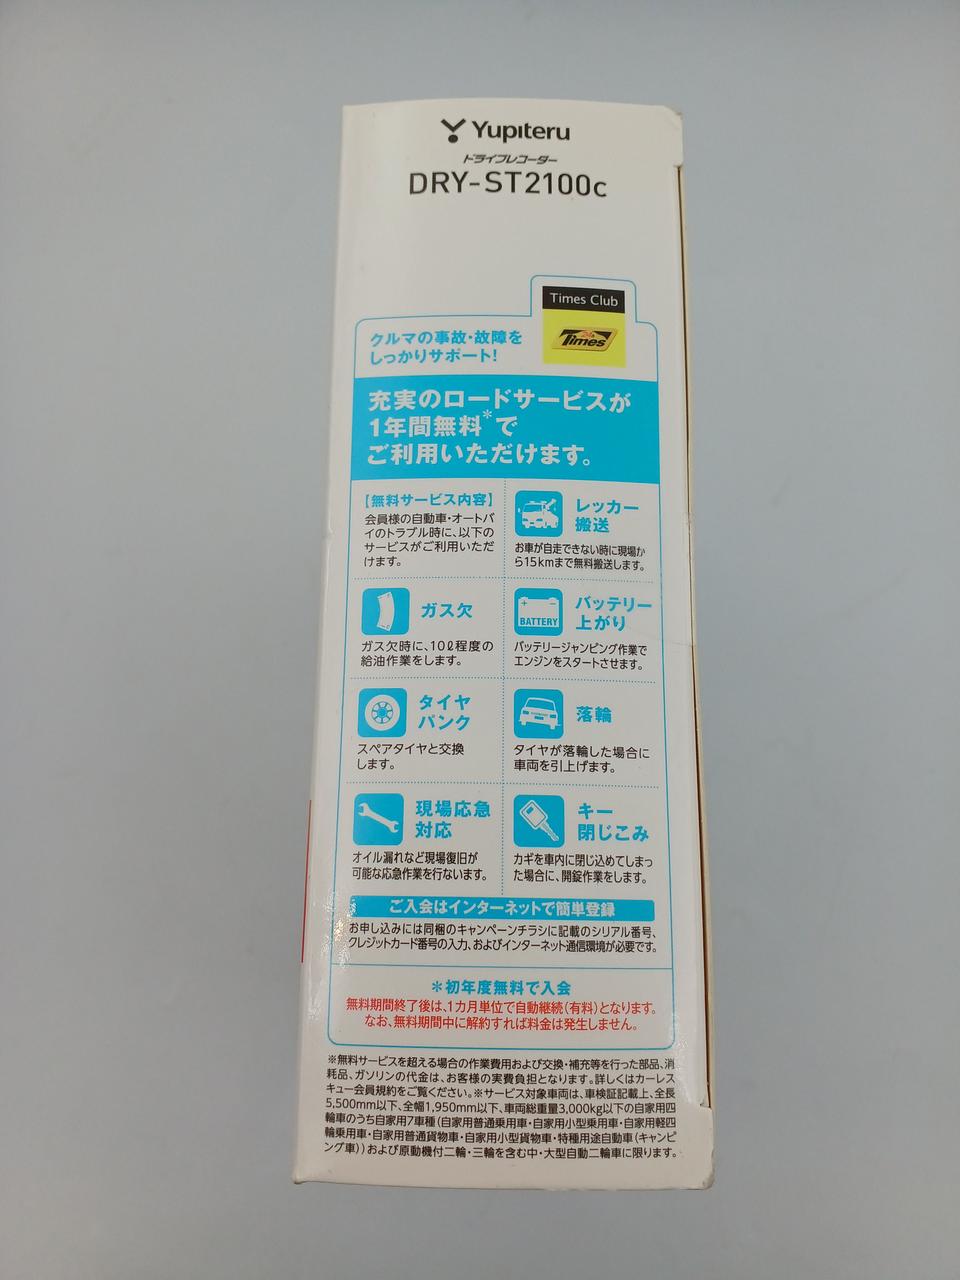 Yupiteru
ドライブレコーダー
DRY-ST2100c
Times Club
24h
Times
クルマの事故・故障を
しっかりサポート!
充実のロードサービスが
1年間無料*で
ご利用いただけます。
【無料サービス内容】
会員様の自動車・オートバ
イのトラブル時に、以下の
サービスがご利用いただ
けます。
レッカー
搬送
お車が自走できない時に現場か
ら15kmまで無料搬送します。
ガス欠
ガス欠時に、10ℓ程度の
給油作業をします。
BATTERY
バッテリー
上がり
バッテリージャンピング作業で
エンジンをスタートさせます。
タイヤ
パンク
スペアタイヤと交換
します。
落輪
タイヤが落輪した場合に
車両を引上げます。
現場応急
対応
オイル漏れなど現場復旧が
可能な応急作業を行ないます。
キー
閉じこみ
カギを車内に閉じ込めてしまっ
た場合に、開錠作業をします。
ご入会はインターネットで簡単登録
お申し込みには同梱のキャンペーンチラシに記載のシリアル番号、
クレジットカード番号の入力、およびインターネット通信環境が必要です。
*初年度無料で入会
無料期間終了後は、1カ月単位で自動継続(有料)となります。
なお、無料期間中に解約すれば料金は発生しません。
※無料サービスを超える場合の作業費用および交換・補充等を行った部品、消
耗品、ガソリンの代金は、お客様の実費負担となります。詳しくはカーレス
キュー会員規約をご覧ください。※サービス対象車両は、車検証記載上、全長
5,500mm以下、全幅1,950mm以下、車両総重量3,000kg以下の自家用四
輪車のうち自家用7車種(自家用普通乗用車・自家用小型乗用車・自家用軽四
輪乗用車・自家用普通貨物車・自家用小型貨物車・特種用途自動車(キャンピ
ング車))および原動機付二輪・三輪を含む中・大型自動二輪車に限ります。